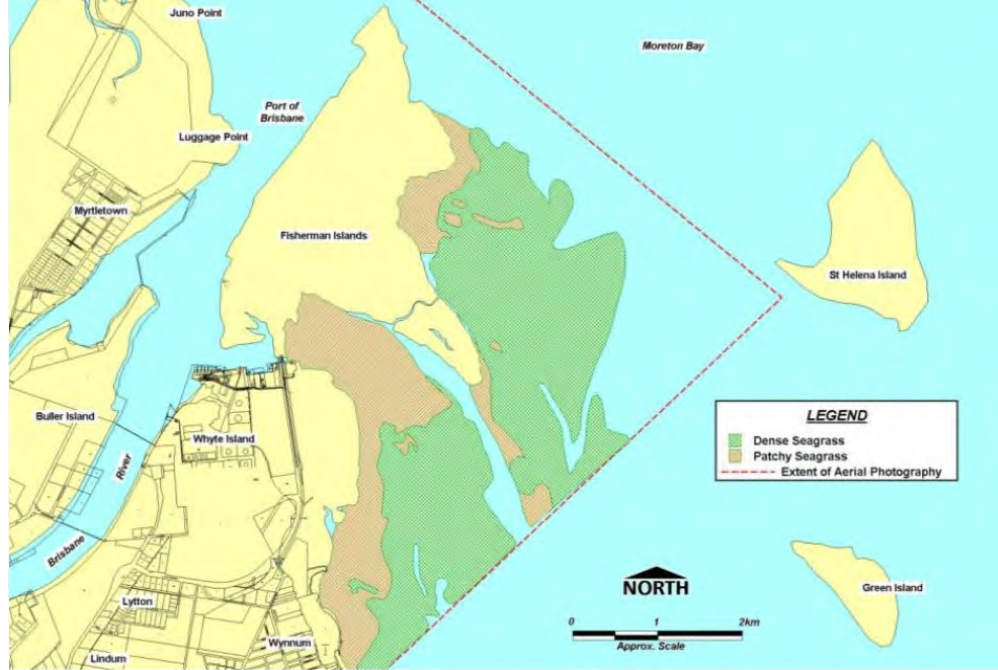 Juno Point
Moreton Bay
Port of
Brisbane
Luggage Point
Myrtletown
Fisherman Islands
St Helena Island
Buller Island
Whyte Island
River
Brisbane
LEGEND
Dense Seagrass
Patchy Seagrass
Extent of Aerial Photography
Green Island
NORTH
0 1 2km
Approx. Scale
Lytton
Wynnum
Lindum